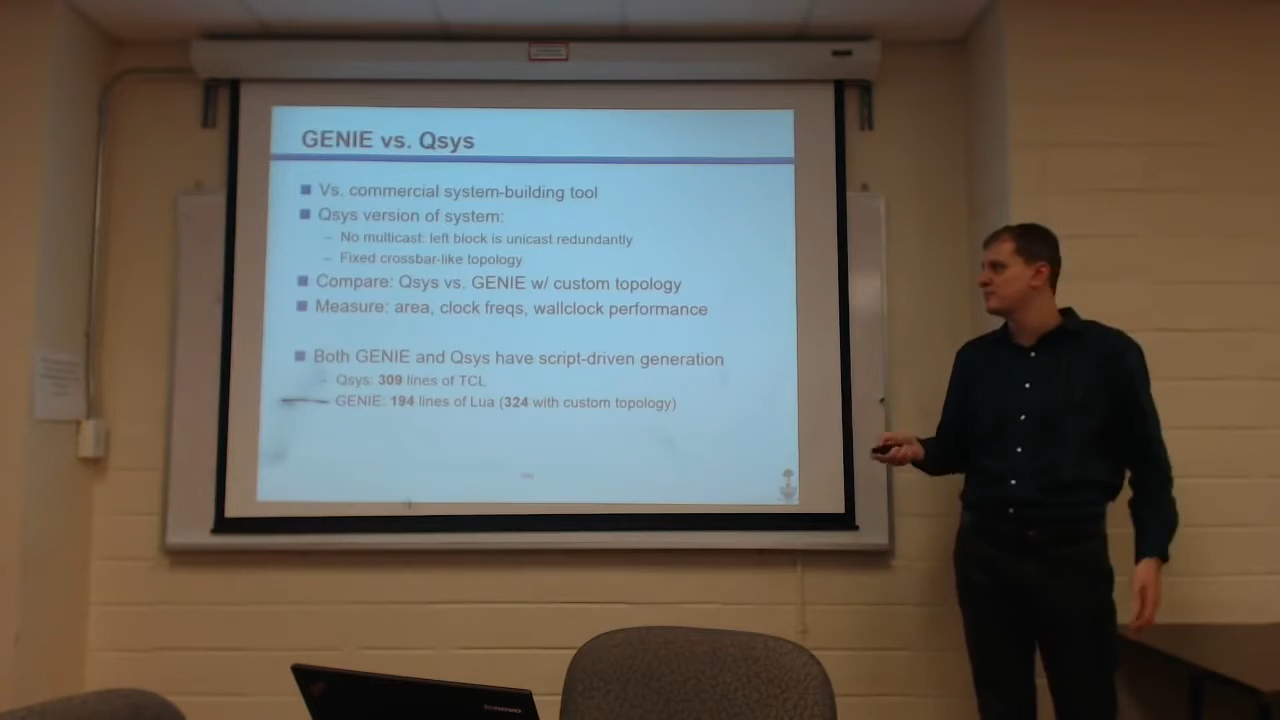 GENIE vs. Qsys
Vs. commercial system-building tool
Qsys version of system:
– No multicast: left block is unicast redundantly
– Fixed crossbar-like topology
Compare: Qsys vs. GENIE w/ custom topology
Measure: area, clock freqs, wallclock performance
Both GENIE and Qsys have script-driven generation
– Qsys: 309 lines of TCL
GENIE: 194 lines of Lua (324 with custom topology)
lenovo